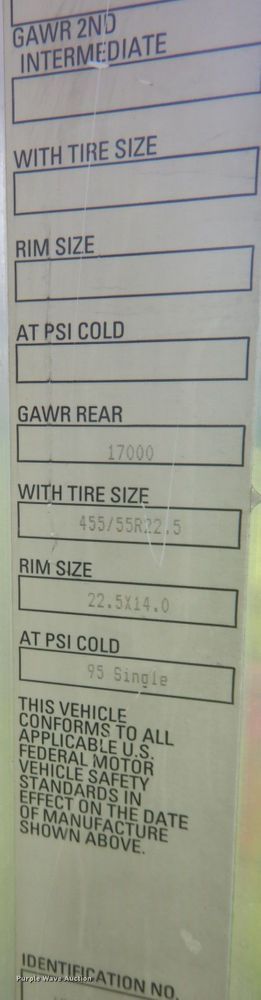 GAWR 2ND
INTERMEDIATE
WITH TIRE SIZE
RIM SIZE
AT PSI COLD
GAWR REAR
17000
WITH TIRE SIZE
455/55R22.5
RIM SIZE
22.5X14.0
AT PSI COLD
95 Single
THIS VEHICLE
CONFORMS TO ALL
APPLICABLE U.S.
FEDERAL MOTOR
VEHICLE SAFETY
STANDARDS IN
EFFECT ON THE DATE
OF MANUFACTURE
SHOWN ABOVE.
IDENTIFICATION NO.
Purple Wave Auction